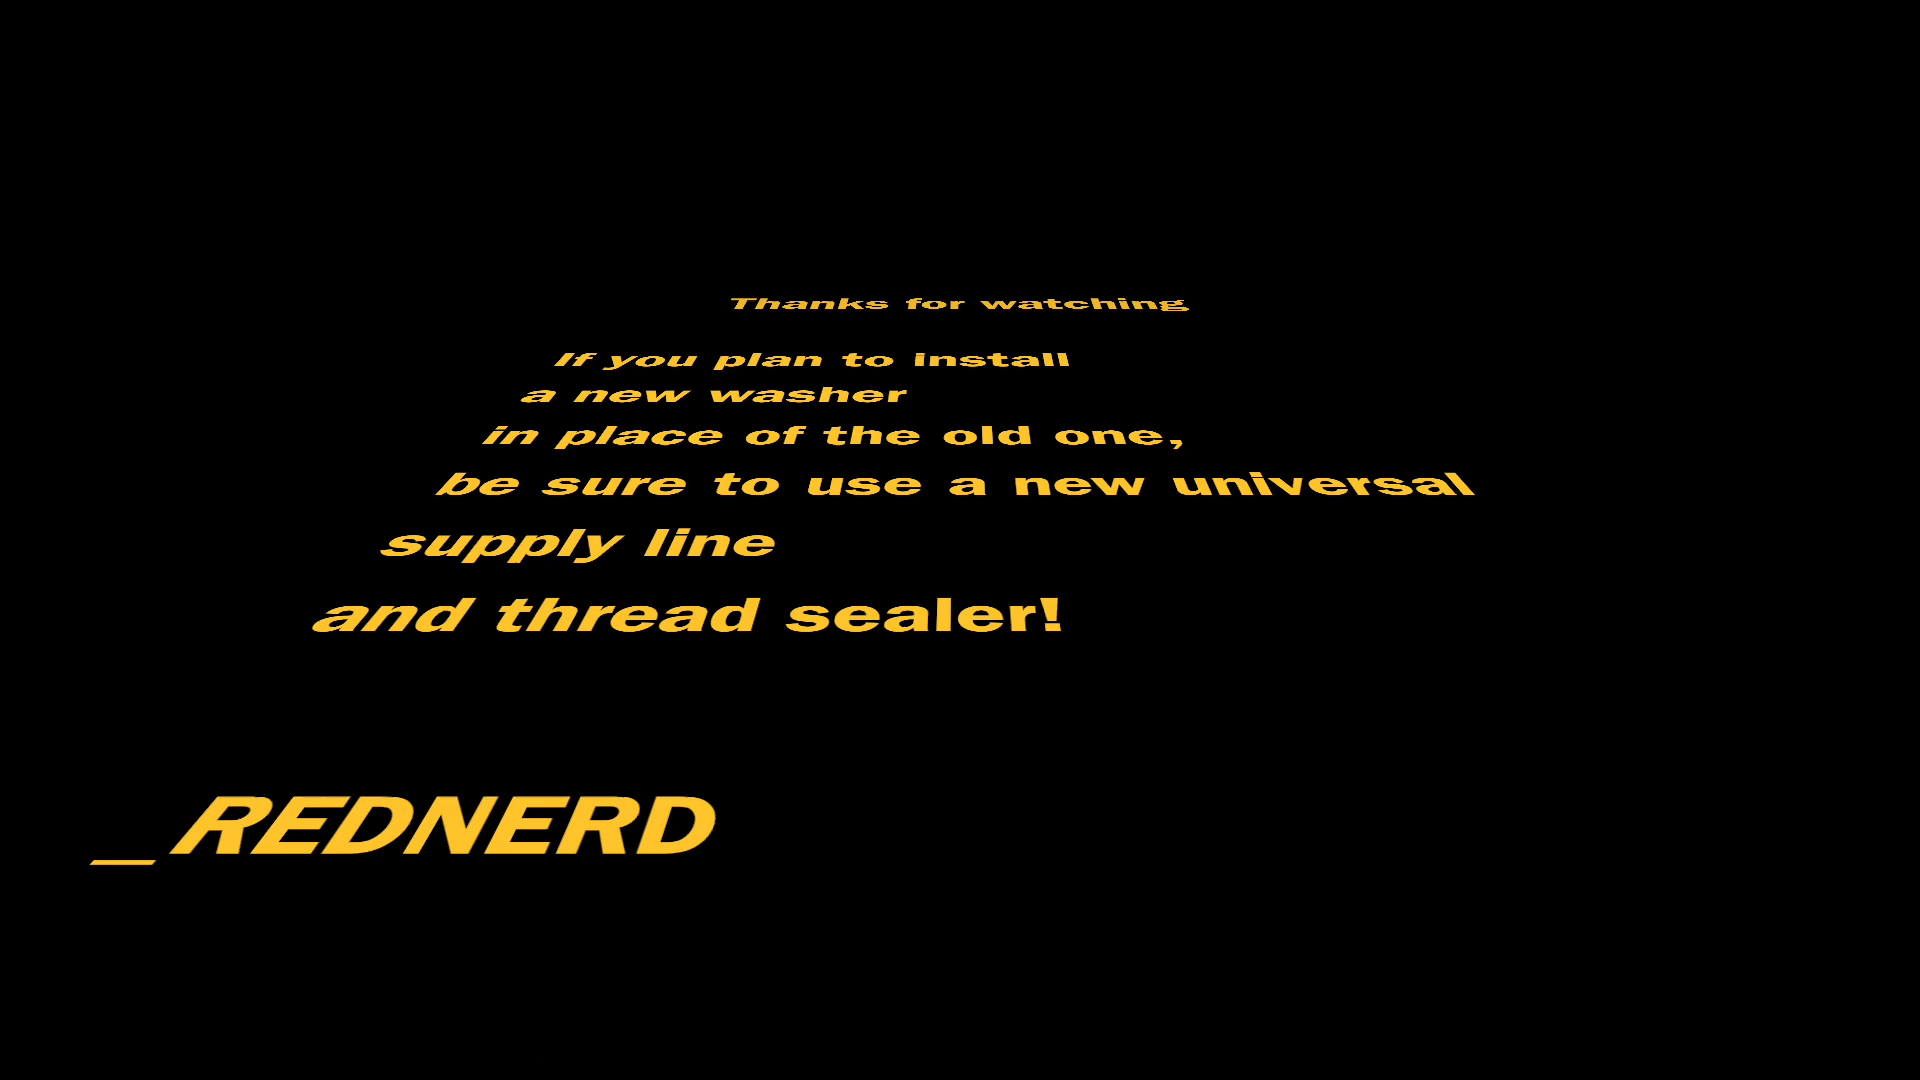 Thanks for watching
If you plan to install
a new washer
in place of the old one,
be sure to use a new universal
supply line
and thread sealer!
_REDNERD